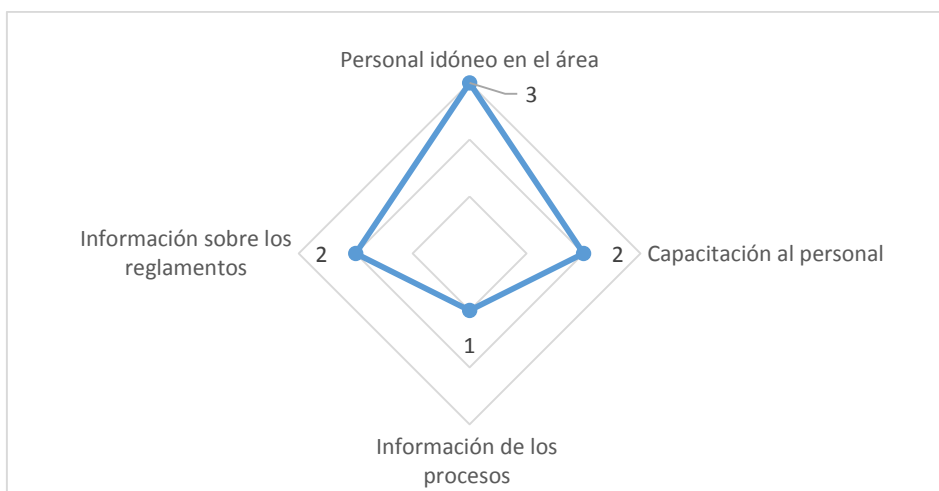 Personal idóneo en el área
3
Información sobre los
reglamentos
2
2
Capacitación al personal
1
Información de los
procesos